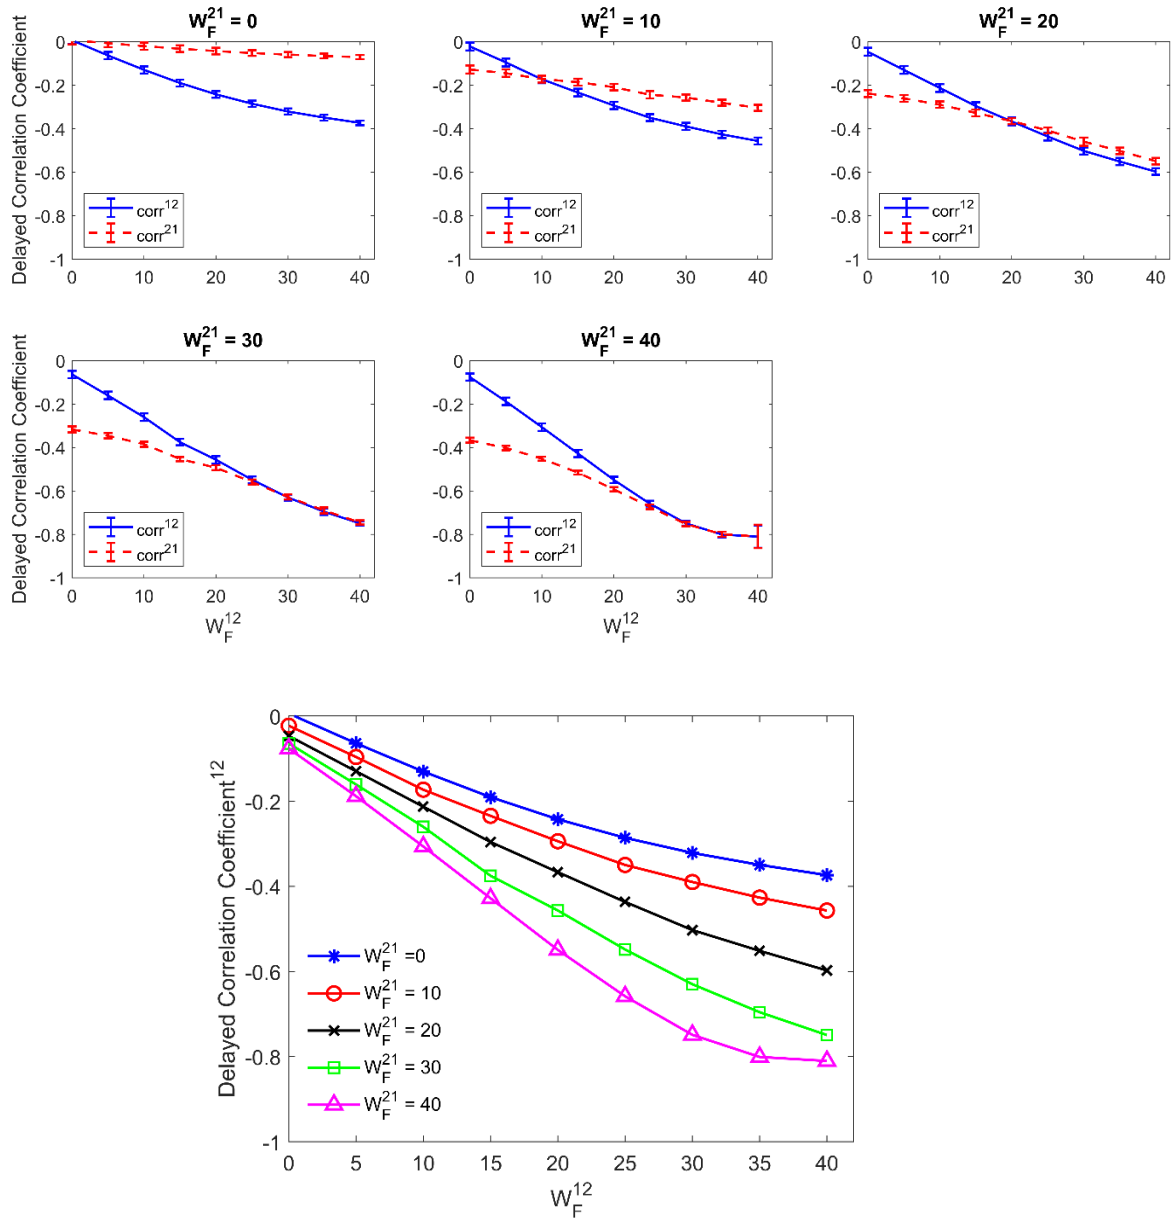 W_F^21 = 0
W_F^21 = 10
W_F^21 = 20
Delayed Correlation Coefficient
0
-0.2
-0.4
-0.6
-0.8
-1
corr^12
corr^21
0 10 20 30 40
0
-0.2
-0.4
-0.6
-0.8
-1
corr^12
corr^21
0 10 20 30 40
0
-0.2
-0.4
-0.6
-0.8
-1
corr^12
corr^21
0 10 20 30 40
W_F^21 = 30
W_F^21 = 40
Delayed Correlation Coefficient
0
-0.2
-0.4
-0.6
-0.8
-1
corr^12
corr^21
0 10 20 30 40
W_F^12
0
-0.2
-0.4
-0.6
-0.8
-1
corr^12
corr^21
0 10 20 30 40
W_F^12
Delayed Correlation Coefficient^12
0
-0.2
-0.4
-0.6
-0.8
-1
W_F^21 =0
W_F^21 = 10
W_F^21 = 20
W_F^21 = 30
W_F^21 = 40
0 5 10 15 20 25 30 35 40
W_F^12